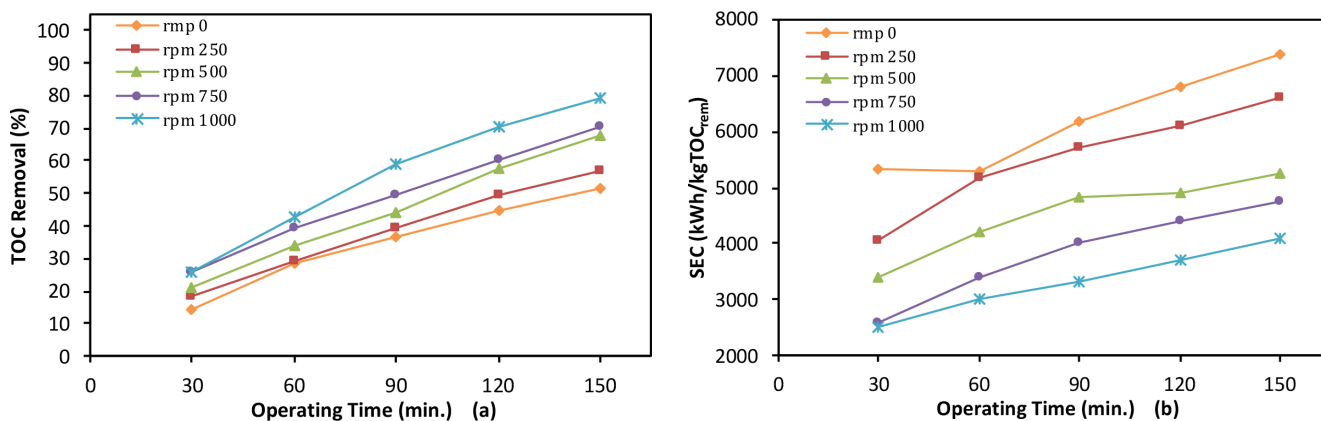 TOC Removal (%)
100
90
80
70
60
50
40
30
20
10
0
rmp 0
rpm 250
rpm 500
rpm 750
rpm 1000
0 30 60 90 120 150
Operating Time (min.) (a)
SEC (kWh/kgTOCrem)
8000
7000
6000
5000
4000
3000
2000
rmp 0
rpm 250
rpm 500
rpm 750
rpm 1000
0 30 60 90 120 150
Operating Time (min.) (b)